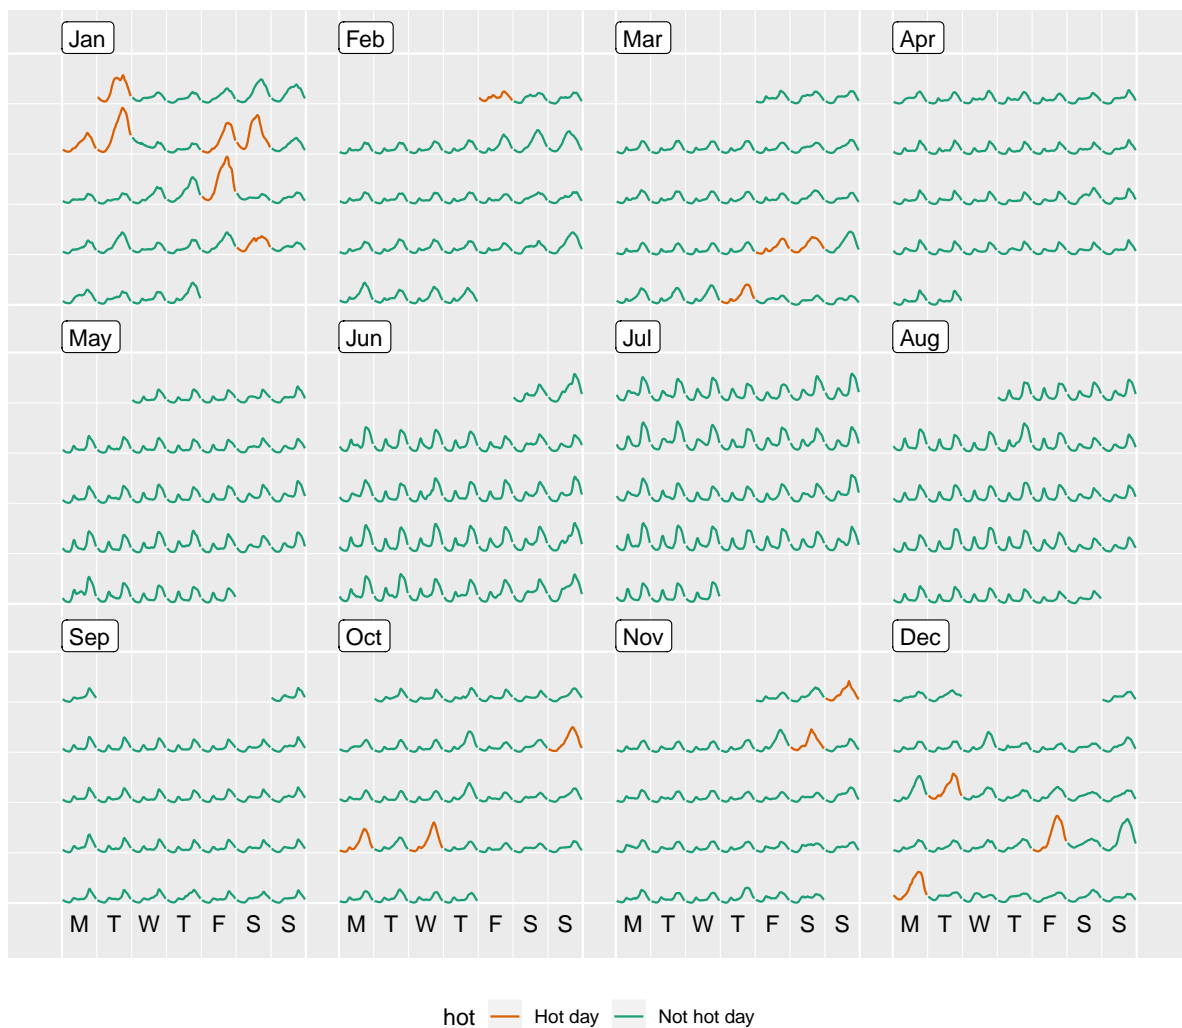 Jan Feb Mar Apr
May Jun Jul Aug
Sep Oct Nov Dec
M T W T F S S M T W T F S S M T W T F S S M T W T F S S
hot Hot day Not hot day